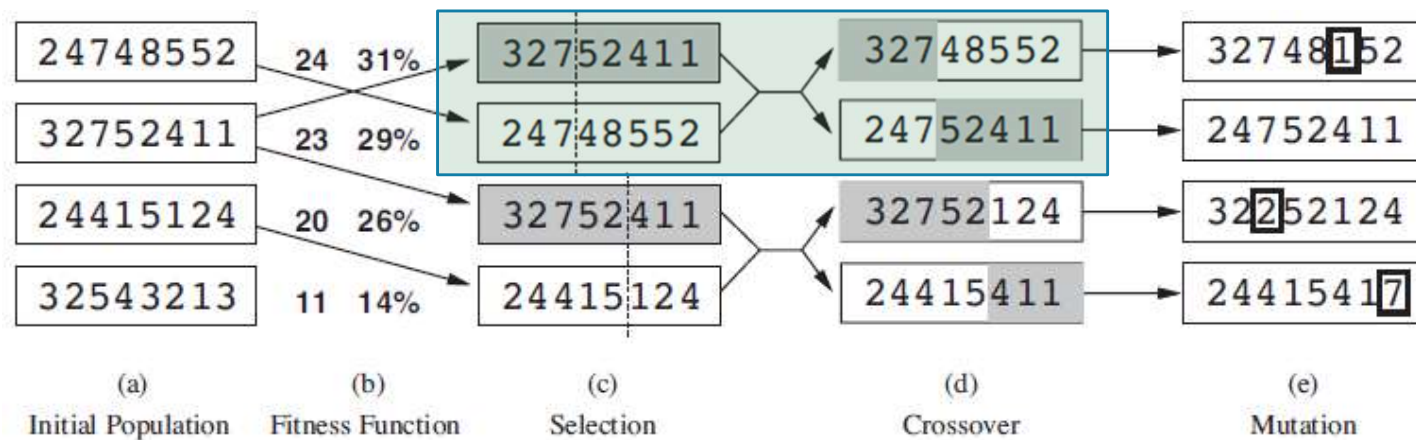 24748552 24 31% 32752411 32748552 32748152
32752411 23 29% 24748552 24752411 24752411
24415124 20 26% 32752411 32752124 32252124
32543213 11 14% 24415124 24415411 24415417
(a) (b) (c) (d) (e)
Initial Population Fitness Function Selection Crossover Mutation